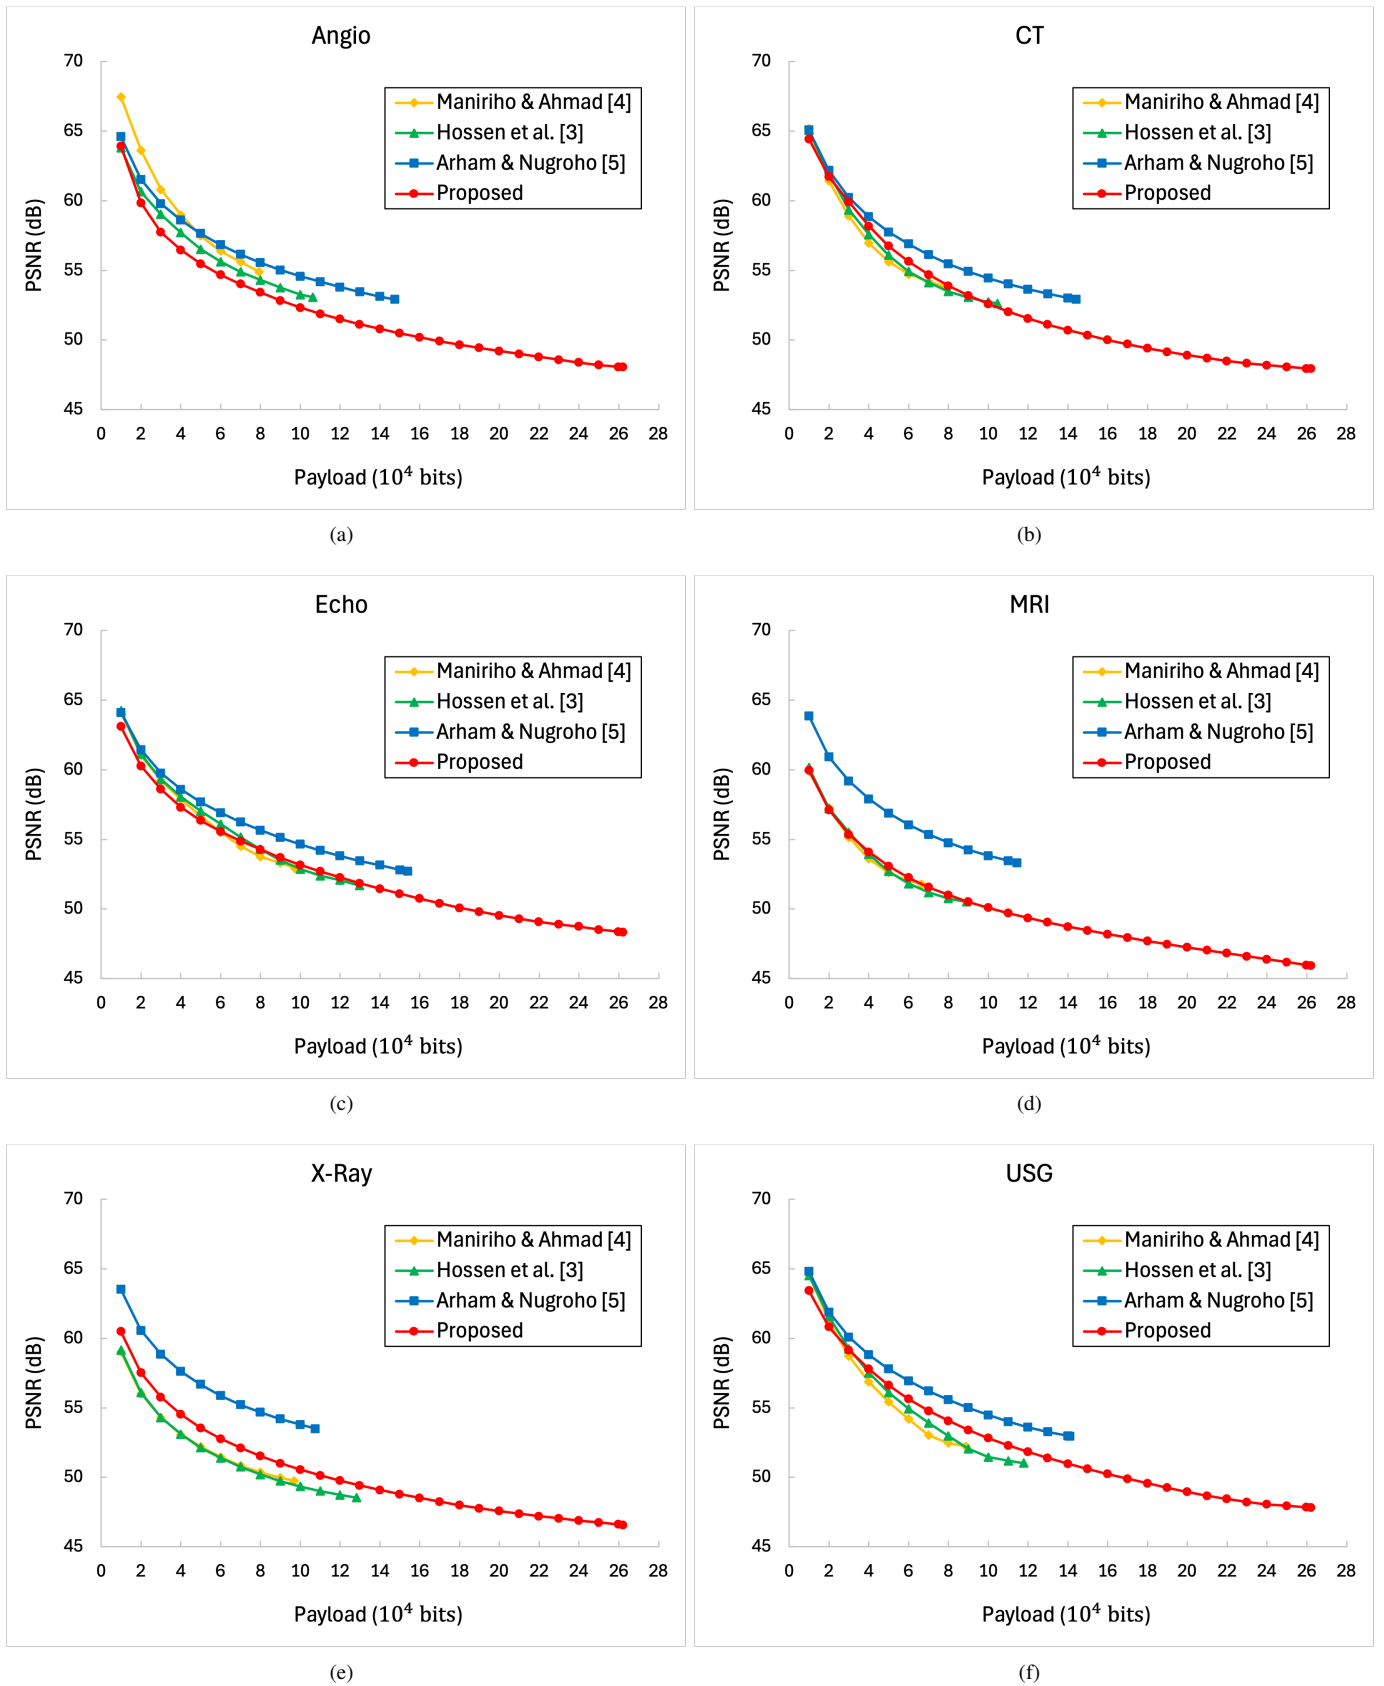 Angio
70
65
60
55
50
45
PSNR (dB)
Maniriho & Ahmad [4]
Hossen et al. [3]
Arham & Nugroho [5]
Proposed
0 2 4 6 8 10 12 14 16 18 20 22 24 26 28
Payload (10⁴ bits)
(a)
CT
70
65
60
55
50
45
PSNR (dB)
Maniriho & Ahmad [4]
Hossen et al. [3]
Arham & Nugroho [5]
Proposed
0 2 4 6 8 10 12 14 16 18 20 22 24 26 28
Payload (10⁴ bits)
(b)
Echo
70
65
60
55
50
45
PSNR (dB)
Maniriho & Ahmad [4]
Hossen et al. [3]
Arham & Nugroho [5]
Proposed
0 2 4 6 8 10 12 14 16 18 20 22 24 26 28
Payload (10⁴ bits)
(c)
MRI
70
65
60
55
50
45
PSNR (dB)
Maniriho & Ahmad [4]
Hossen et al. [3]
Arham & Nugroho [5]
Proposed
0 2 4 6 8 10 12 14 16 18 20 22 24 26 28
Payload (10⁴ bits)
(d)
X-Ray
70
65
60
55
50
45
PSNR (dB)
Maniriho & Ahmad [4]
Hossen et al. [3]
Arham & Nugroho [5]
Proposed
0 2 4 6 8 10 12 14 16 18 20 22 24 26 28
Payload (10⁴ bits)
(e)
USG
70
65
60
55
50
45
PSNR (dB)
Maniriho & Ahmad [4]
Hossen et al. [3]
Arham & Nugroho [5]
Proposed
0 2 4 6 8 10 12 14 16 18 20 22 24 26 28
Payload (10⁴ bits)
(f)